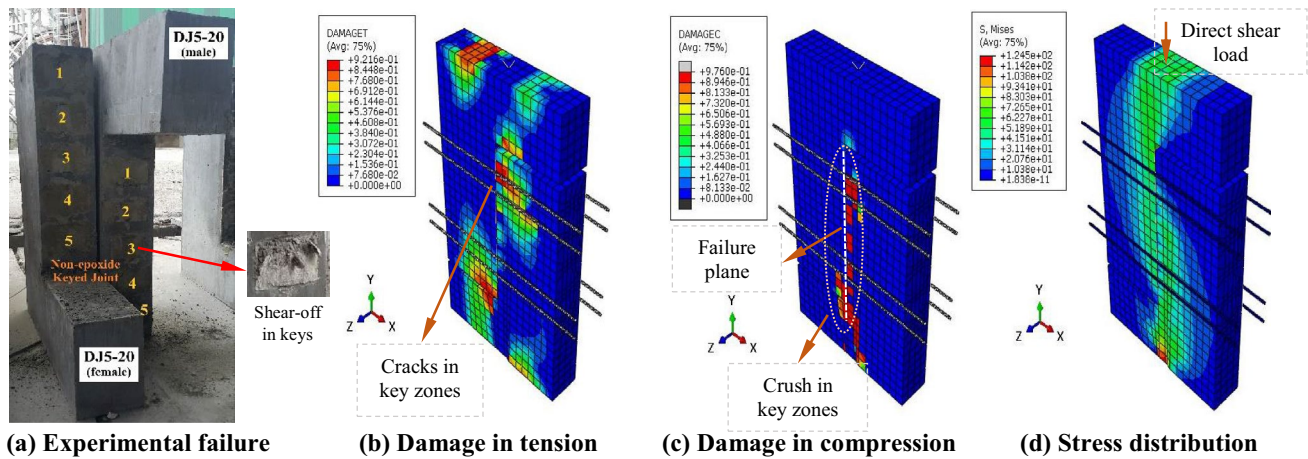 DJ5-20
(male)
1
2
3
4
5
1
2
3
4
5
Non-epoxide
Keyed Joint
DJ5-20
(female)
Shear-off
in keys
(a) Experimental failure
DAMAGET
(Avg: 75%)
+9.216e-01
+8.448e-01
+7.680e-01
+6.912e-01
+6.144e-01
+5.376e-01
+4.608e-01
+3.840e-01
+3.072e-01
+2.304e-01
+1.536e-01
+7.680e-02
+0.000e+00
Y
Z
X
Cracks in
key zones
(b) Damage in tension
DAMAGEC
(Avg: 75%)
+9.760e-01
+8.946e-01
+8.133e-01
+7.320e-01
+6.506e-01
+5.693e-01
+4.880e-01
+4.066e-01
+3.253e-01
+2.440e-01
+1.627e-01
+8.133e-02
+0.000e+00
Failure
plane
Y
Z
X
Crush in
key zones
(c) Damage in compression
S, Mises
(Avg: 75%)
+1.245e+02
+1.142e+02
+1.038e+02
+9.341e+01
+8.303e+01
+7.265e+01
+6.227e+01
+5.189e+01
+4.151e+01
+3.114e+01
+2.076e+01
+1.038e+01
+1.838e-11
Direct shear
load
Y
Z
X
(d) Stress distribution